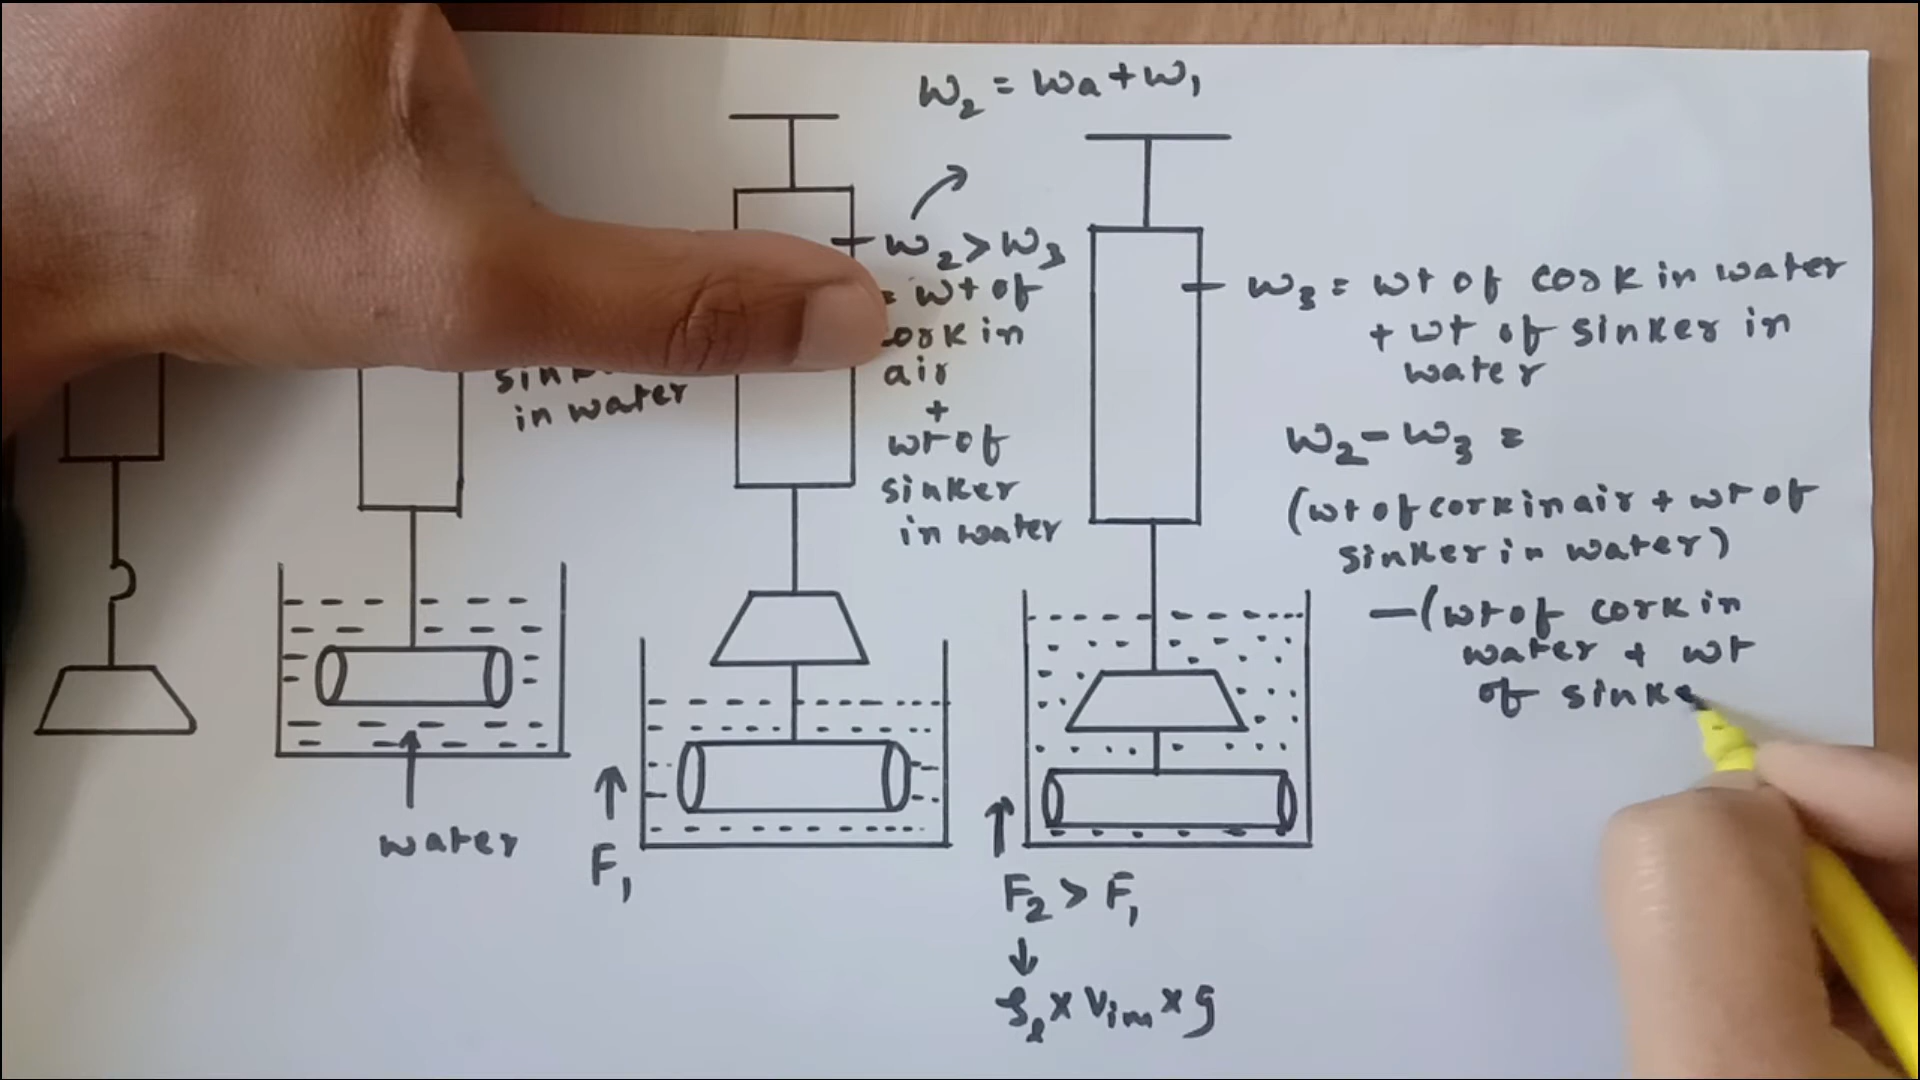 W₂ = Wa + W₁
W₂ > W₃
= wt of
cork in
air
+
wt of
sinker
in water
in water
W₃ = wt of cork in water
+ wt of sinker in
water
W₂ - W₃ =
(wt of cork in air + wt of
sinker in water)
- (wt of cork in
water + wt
of sinke
water
F₁
F₂ > F₁
↓
ρₗ x Vim x g